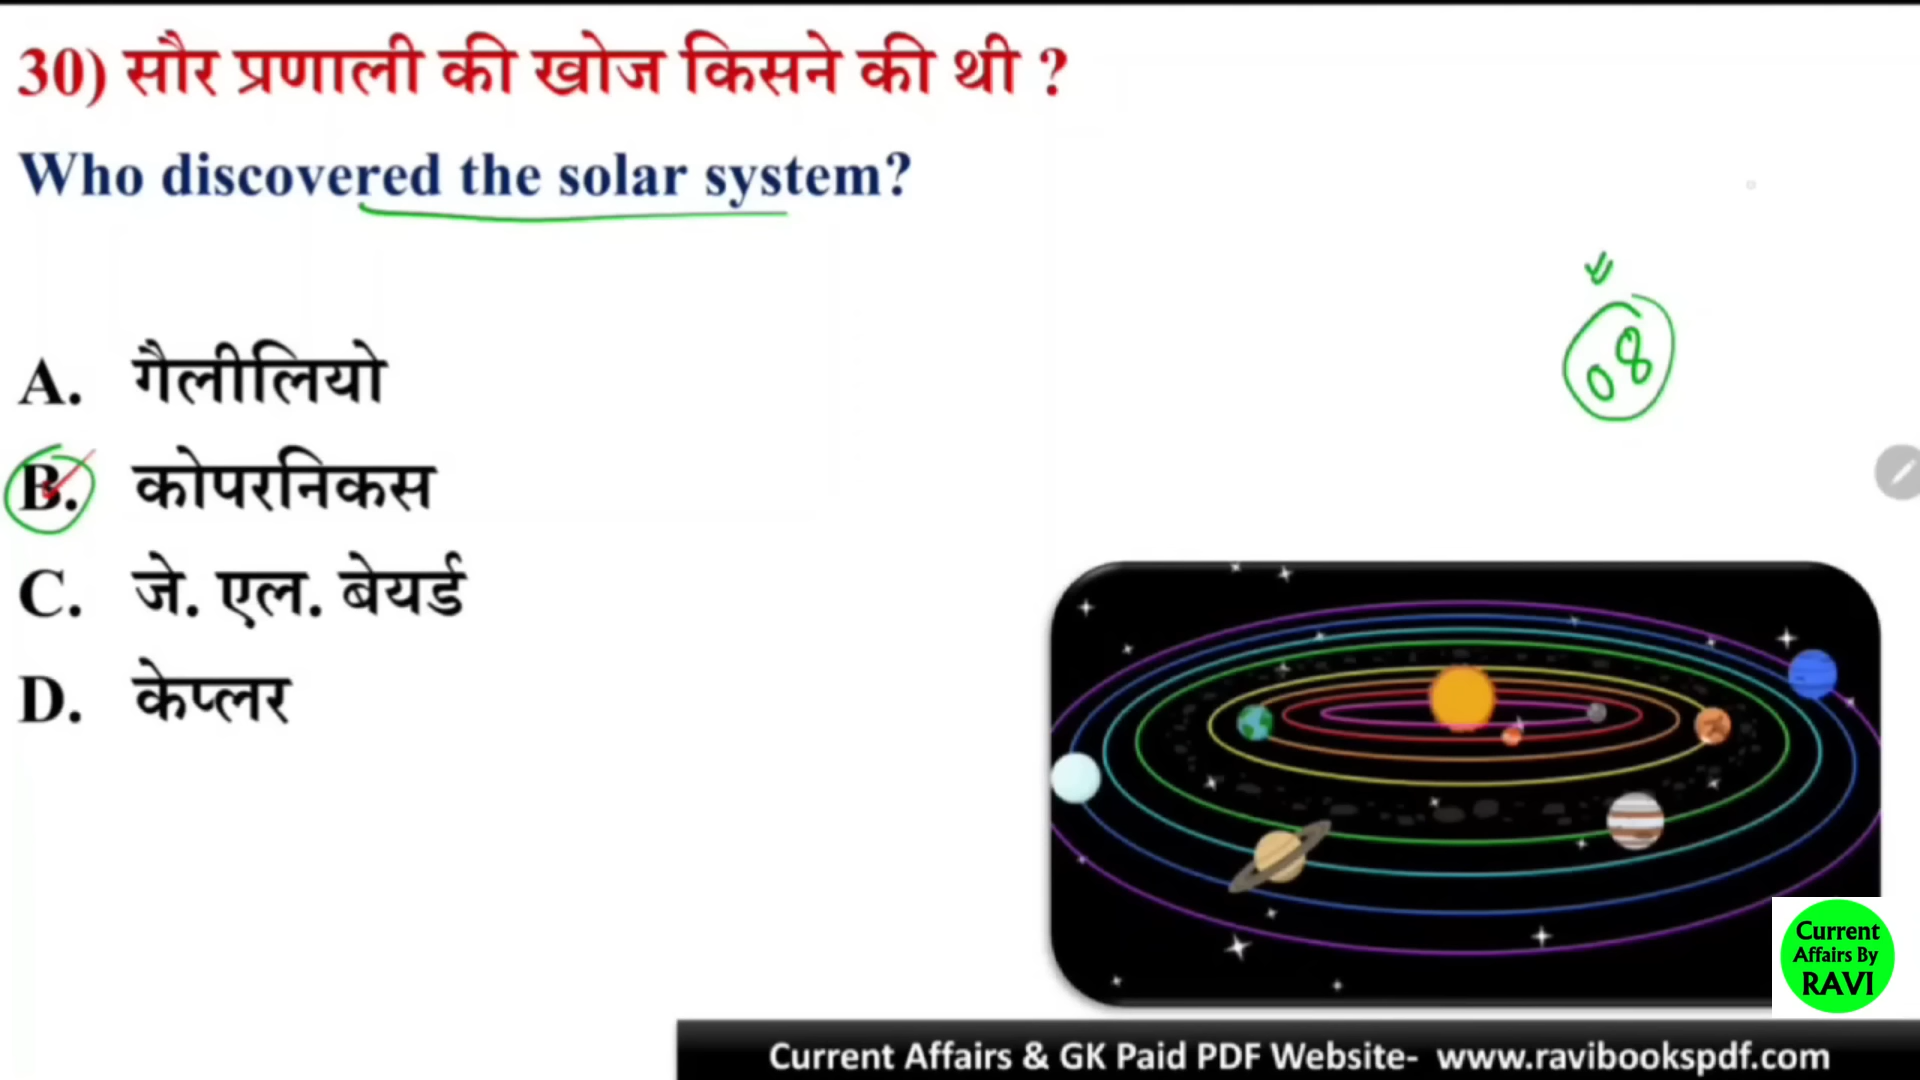 30) सौर प्रणाली की खोज किसने की थी ?
Who discovered the solar system?
08
A. गैलीलियो
B. कोपरनिकस
C. जे. एल. बेयर्ड
D. केप्लर
Current
Affairs By
RAVI
Current Affairs & GK Paid PDF Website- www.ravibookspdf.com